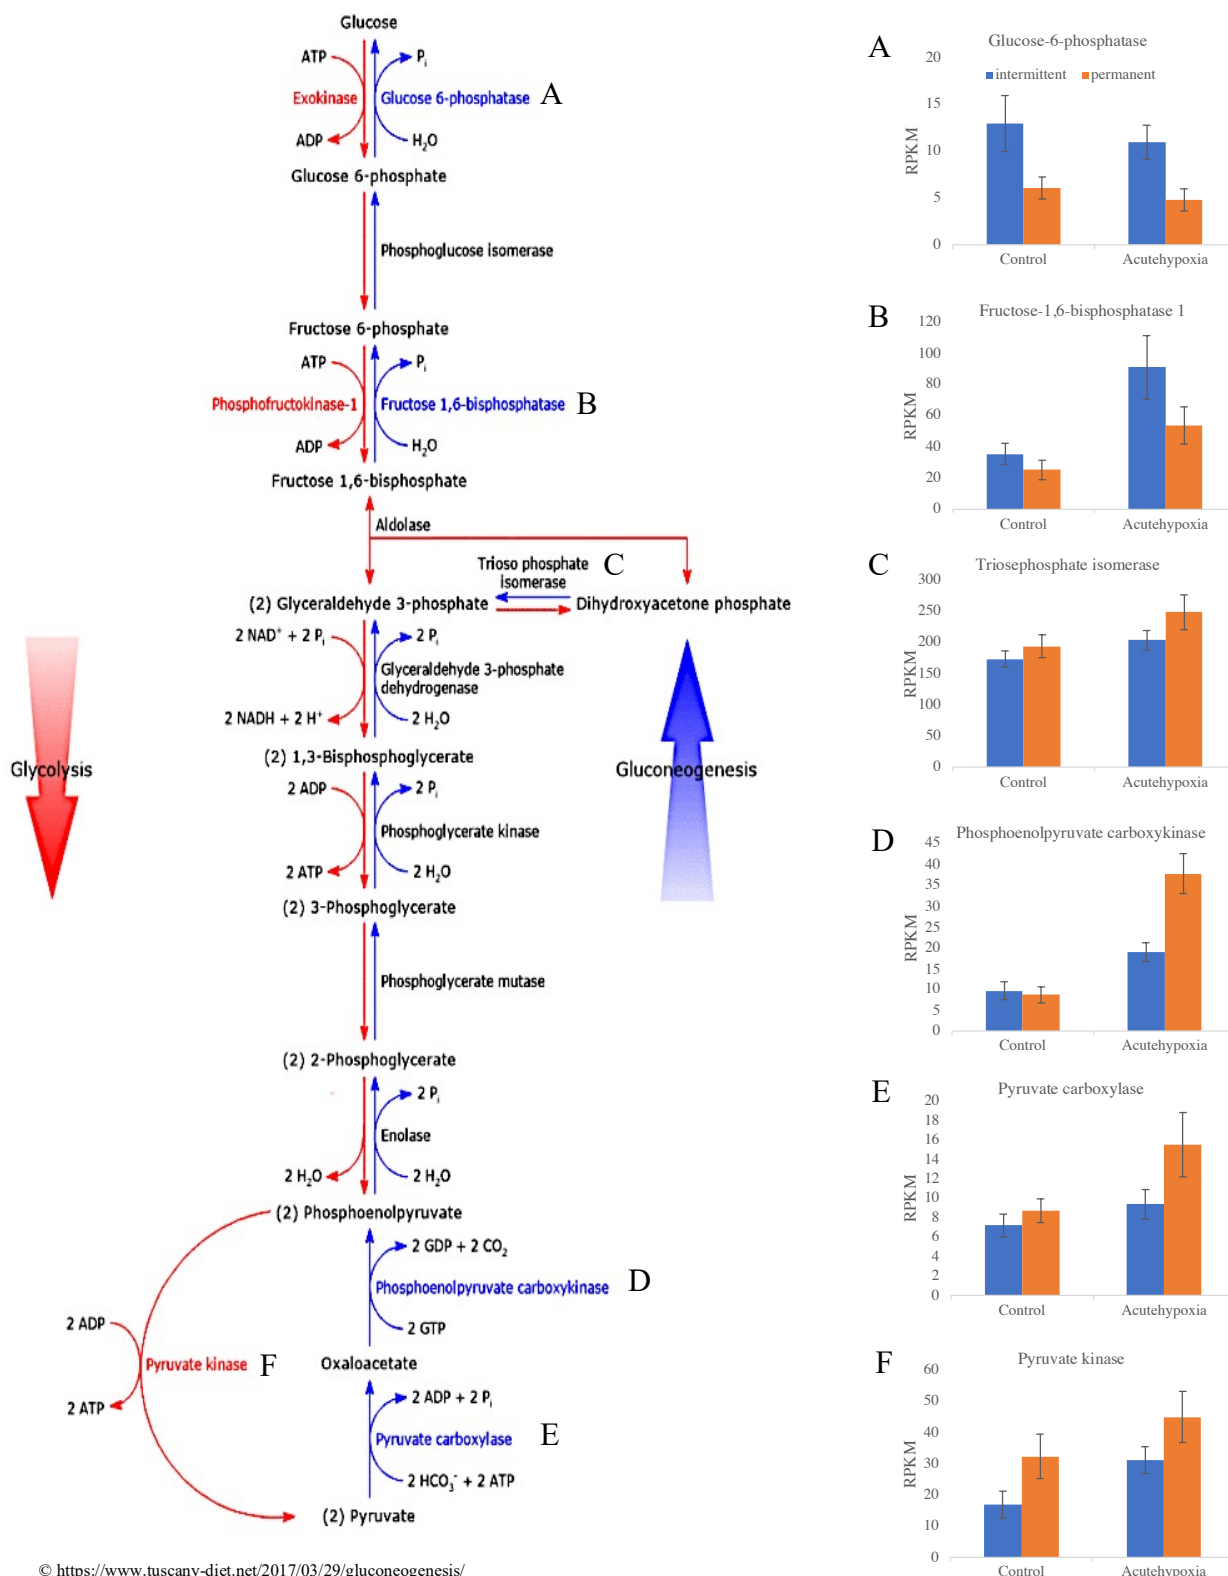 Glucose
ATP
Pi
Exokinase
Glucose 6-phosphatase
A
ADP
H2O
Glucose 6-phosphate
Phosphoglucose isomerase
Fructose 6-phosphate
ATP
Pi
Phosphofructokinase-1
Fructose 1,6-bisphosphatase
B
ADP
H2O
Fructose 1,6-bisphosphate
Aldolase
Trioso phosphate
isomerase
C
(2) Glyceraldehyde 3-phosphate
Dihydroxyacetone phosphate
2 NAD+ + 2 Pi
2 Pi
Glyceraldehyde 3-phosphate
dehydrogenase
2 NADH + 2 H+
2 H2O
(2) 1,3-Bisphosphoglycerate
Glycolysis
Gluconeogenesis
2 ADP
2 Pi
Phosphoglycerate kinase
2 ATP
2 H2O
(2) 3-Phosphoglycerate
Phosphoglycerate mutase
(2) 2-Phosphoglycerate
2 Pi
Enolase
2 H2O
2 H2O
(2) Phosphoenolpyruvate
2 GDP + 2 CO2
Phosphoenolpyruvate carboxykinase
D
2 GTP
2 ADP
Pyruvate kinase
F
Oxaloacetate
2 ATP
2 ADP + 2 Pi
Pyruvate carboxylase
E
2 HCO3- + 2 ATP
(2) Pyruvate
© https://www.tuscany-diet.net/2017/03/29/gluconeogenesis/
A
Glucose-6-phosphatase
intermittent permanent
RPKM
20
15
10
5
0
Control
Acutehypoxia
B
Fructose-1,6-bisphosphatase 1
RPKM
120
100
80
60
40
20
0
Control
Acutehypoxia
C
Triosephosphate isomerase
RPKM
300
250
200
150
100
50
0
Control
Acutehypoxia
D
Phosphoenolpyruvate carboxykinase
RPKM
45
40
35
30
25
20
15
10
5
0
Control
Acutehypoxia
E
Pyruvate carboxylase
RPKM
20
18
16
14
12
10
8
6
4
2
0
Control
Acutehypoxia
F
Pyruvate kinase
RPKM
60
50
40
30
20
10
0
Control
Acutehypoxia